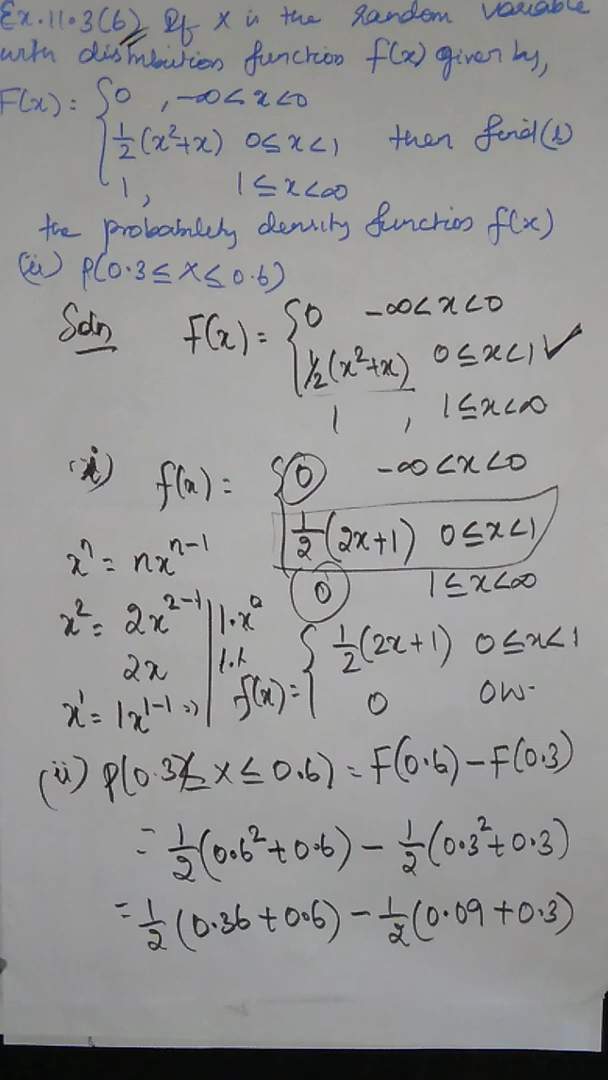 Ex.11.3(6) If X is the random variable
with distribution function f(x) given by,
F(x) = { 0 , -∞<x<0
1/2 (x²+x) 0≤x<1 then find (i)
1, 1≤x<∞
the probability density function f(x)
(ii) P(0.3≤X≤0.6)
Soln F(x) = { 0 -∞<x<0
1/2 (x²+x) 0≤x<1 ✓
1 , 1≤x<∞
(i) f(x) = { 0 -∞<x<0
1/2 (2x+1) 0≤x<1
0 1≤x<∞
xⁿ = nxⁿ⁻¹
x² = 2x²⁻¹ 1·x⁰
2x 1·1
x¹ = 1x¹⁻¹ ⇒
f(x) = { 1/2 (2x+1) 0≤x<1
0 OW·
(ii) P(0.3≤X≤0.6) = F(0.6) - F(0.3)
= 1/2 (0.6²+0.6) - 1/2 (0.3²+0.3)
= 1/2 (0.36+0.6) - 1/2 (0.09+0.3)